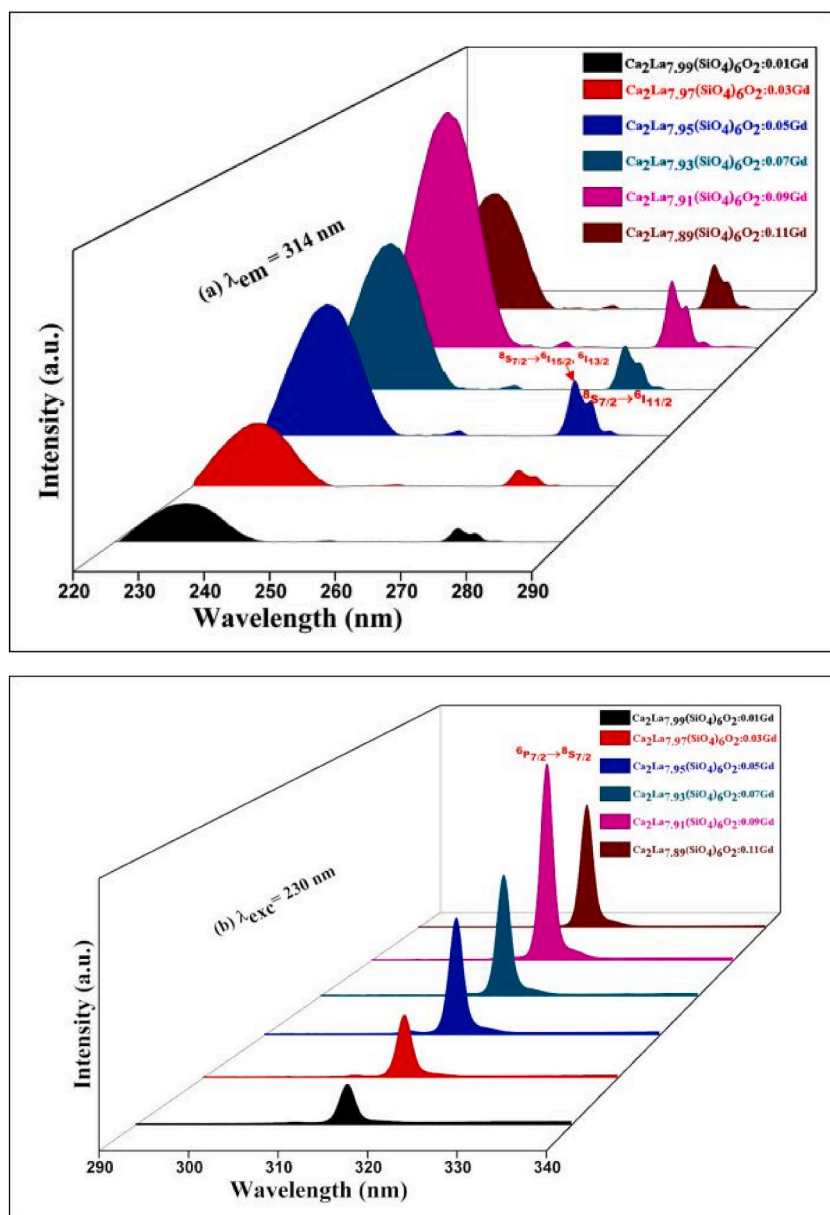 Ca2La7.99(SiO4)6O2:0.01Gd
Ca2La7.97(SiO4)6O2:0.03Gd
Ca2La7.95(SiO4)6O2:0.05Gd
Ca2La7.93(SiO4)6O2:0.07Gd
Ca2La7.91(SiO4)6O2:0.09Gd
Ca2La7.89(SiO4)6O2:0.11Gd
(a) λem = 314 nm
8S7/2→6I15/2, 6I13/2
8S7/2→6I11/2
Intensity (a.u.)
220 230 240 250 260 270 280 290
Wavelength (nm)
Ca2La7.99(SiO4)6O2:0.01Gd
Ca2La7.97(SiO4)6O2:0.03Gd
Ca2La7.95(SiO4)6O2:0.05Gd
Ca2La7.93(SiO4)6O2:0.07Gd
Ca2La7.91(SiO4)6O2:0.09Gd
Ca2La7.89(SiO4)6O2:0.11Gd
6P7/2→8S7/2
(b) λexc= 230 nm
Intensity (a.u.)
290 300 310 320 330 340
Wavelength (nm)